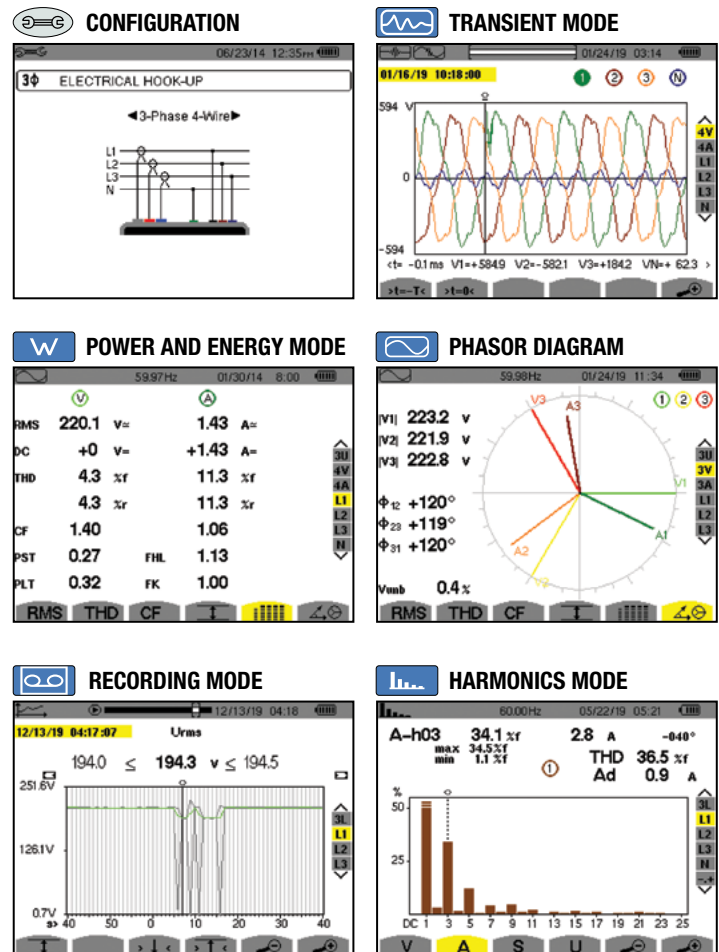 CONFIGURATION
06/23/14 12:35PM
3Φ ELECTRICAL HOOK-UP
◄3-Phase 4-Wire►
L1
L2
L3
N
TRANSIENT MODE
01/24/19 03:14
01/16/19 10:18:00
1 2 3 N
594 V
0
-594
4V
4A
L1
L2
L3
N
<t= -0.1ms V1=+584.9 V2=-582.1 V3=+184.2 VN=+ 62.3 >
>t=-T< >t=0<
W POWER AND ENERGY MODE
59.97Hz 01/30/14 8:00
V A
RMS 220.1 V≃ 1.43 A≃
DC +0 V= +1.43 A=
THD 4.3 %f 11.3 %f
4.3 %r 11.3 %r
CF 1.40 1.06
PST 0.27 FHL 1.13
PLT 0.32 FK 1.00
3U
4V
4A
L1
L2
L3
N
RMS THD CF
PHASOR DIAGRAM
59.98Hz 01/24/19 11:34
1 2 3
|V1| 223.2 V
|V2| 221.9 V
|V3| 222.8 V
Φ12 +120°
Φ23 +119°
Φ31 +120°
Vunb 0.4%
V3
A3
V1
A1
A2
V2
3U
3V
3A
L1
L2
L3
RMS THD CF
RECORDING MODE
12/13/19 04:18
12/13/19 04:17:07 Urms
194.0 ≤ 194.3 V ≤ 194.5
251.6V
126.1V
0.7V
s> 40 50 0 10 20 30 40
3L
L1
L2
L3
HARMONICS MODE
60.00Hz 05/22/19 05:21
A-h03 34.1 %f 2.8 A -040°
max 34.5%f
min 1.1 %f
1
THD 36.5 %f
Ad 0.9 A
%
50
25
DC 1 3 5 7 9 11 13 15 17 19 21 23 25
3L
L1
L2
L3
N
-.+
V A S U